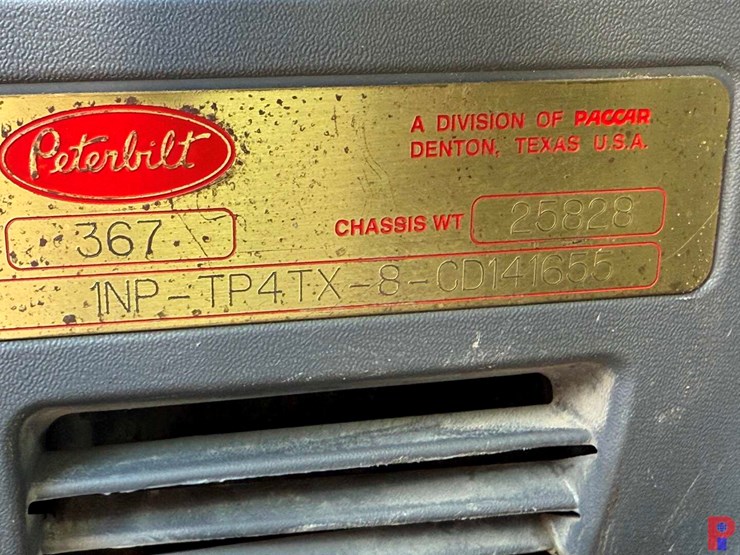 Peterbilt
A DIVISION OF PACCAR
DENTON, TEXAS U.S.A.
367
CHASSIS WT 25828
1NP-TP4TX-8-CD141655